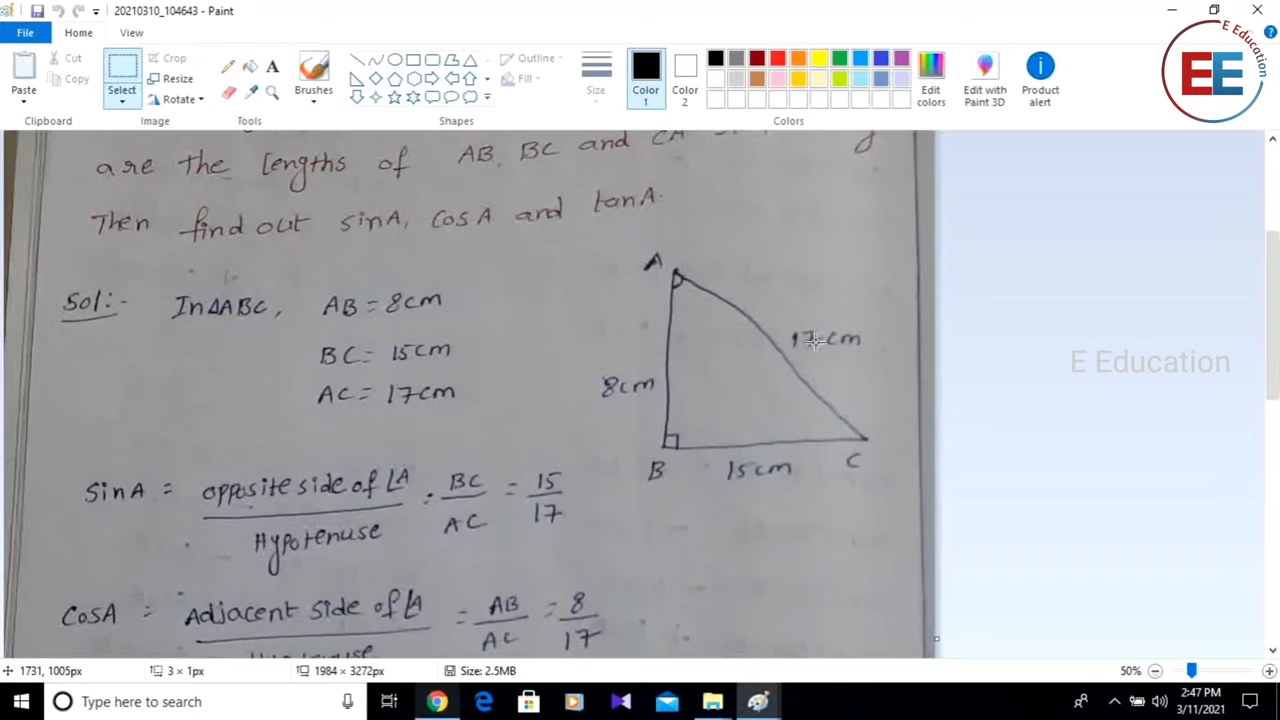 20210310_104643 - Paint
E Education
EE
File Home View
Cut
Copy
Paste
Clipboard
Crop
Resize
Rotate
Select
Image
Tools
Brushes
Outline
Fill
Shapes
Size
Color 1
Color 2
Edit colors
Edit with Paint 3D
Product alert
Colors
are the lengths of AB, BC and CA
Then find out sinA, CosA and tanA.
Sol:- In ΔABC, AB = 8cm
BC = 15cm
AC = 17cm
A
17cm
8cm
B 15cm C
E Education
SinA = opposite side of ∠A / Hypotenuse = BC / AC = 15 / 17
CosA = Adjacent side of ∠A / Hypotenuse = AB / AC = 8 / 17
1731, 1005px 3 × 1px 1984 × 3272px Size: 2.5MB 50%
Type here to search
2:47 PM
3/11/2021